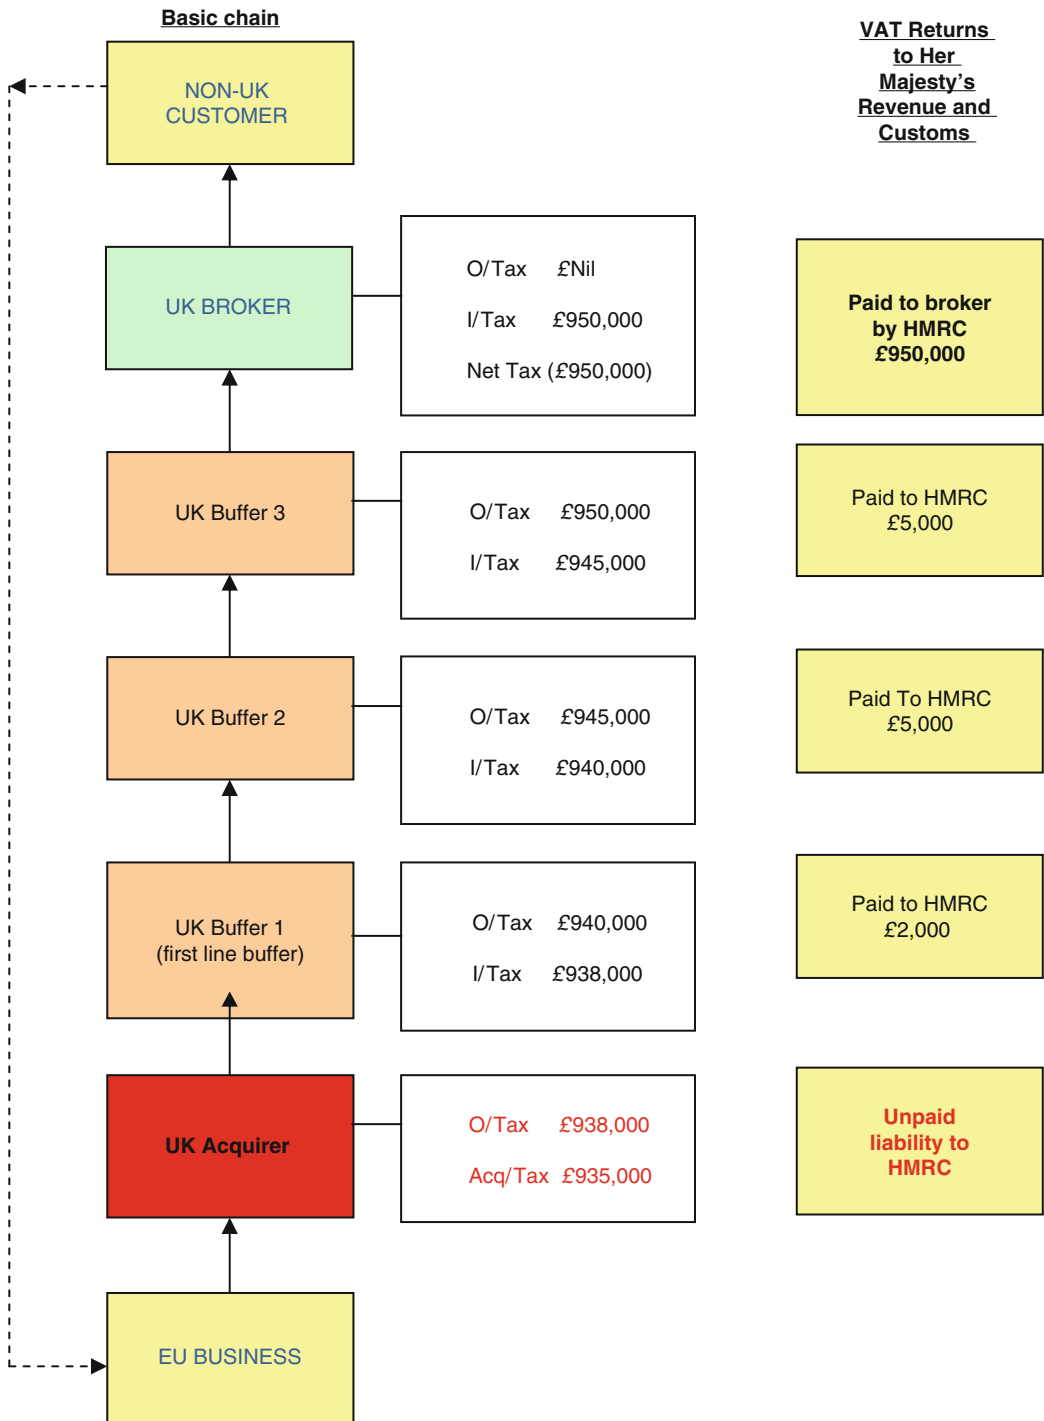 Basic chain
VAT Returns
to Her
Majesty's
Revenue and
Customs
NON-UK
CUSTOMER
UK BROKER
O/Tax £Nil
I/Tax £950,000
Net Tax (£950,000)
Paid to broker
by HMRC
£950,000
UK Buffer 3
O/Tax £950,000
I/Tax £945,000
Paid to HMRC
£5,000
UK Buffer 2
O/Tax £945,000
I/Tax £940,000
Paid To HMRC
£5,000
UK Buffer 1
(first line buffer)
O/Tax £940,000
I/Tax £938,000
Paid to HMRC
£2,000
UK Acquirer
O/Tax £938,000
Acq/Tax £935,000
Unpaid
liability to
HMRC
EU BUSINESS